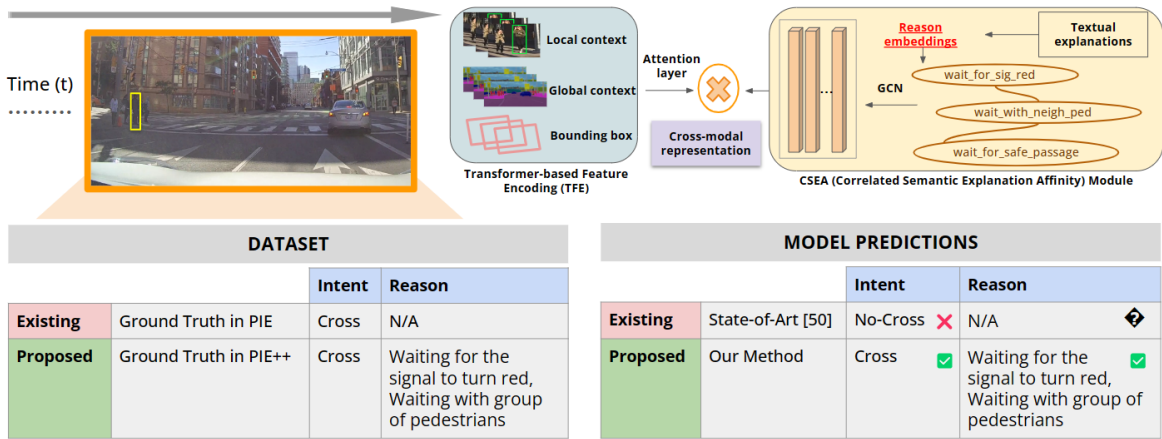 Time (t)
Local context
Global context
Bounding box
Transformer-based Feature
Encoding (TFE)
Attention
layer
Cross-modal
representation
Reason
embeddings
Textual
explanations
GCN
...
wait_for_sig_red
wait_with_neigh_ped
wait_for_safe_passage
CSEA (Correlated Semantic Explanation Affinity) Module
DATASET
Intent Reason
Existing Ground Truth in PIE Cross N/A
Proposed Ground Truth in PIE++ Cross Waiting for the
signal to turn red,
Waiting with group
of pedestrians
MODEL PREDICTIONS
Intent Reason
Existing State-of-Art [50] No-Cross ❌ N/A �
Proposed Our Method Cross ✅ Waiting for the ✅
signal to turn red,
Waiting with group of
pedestrians